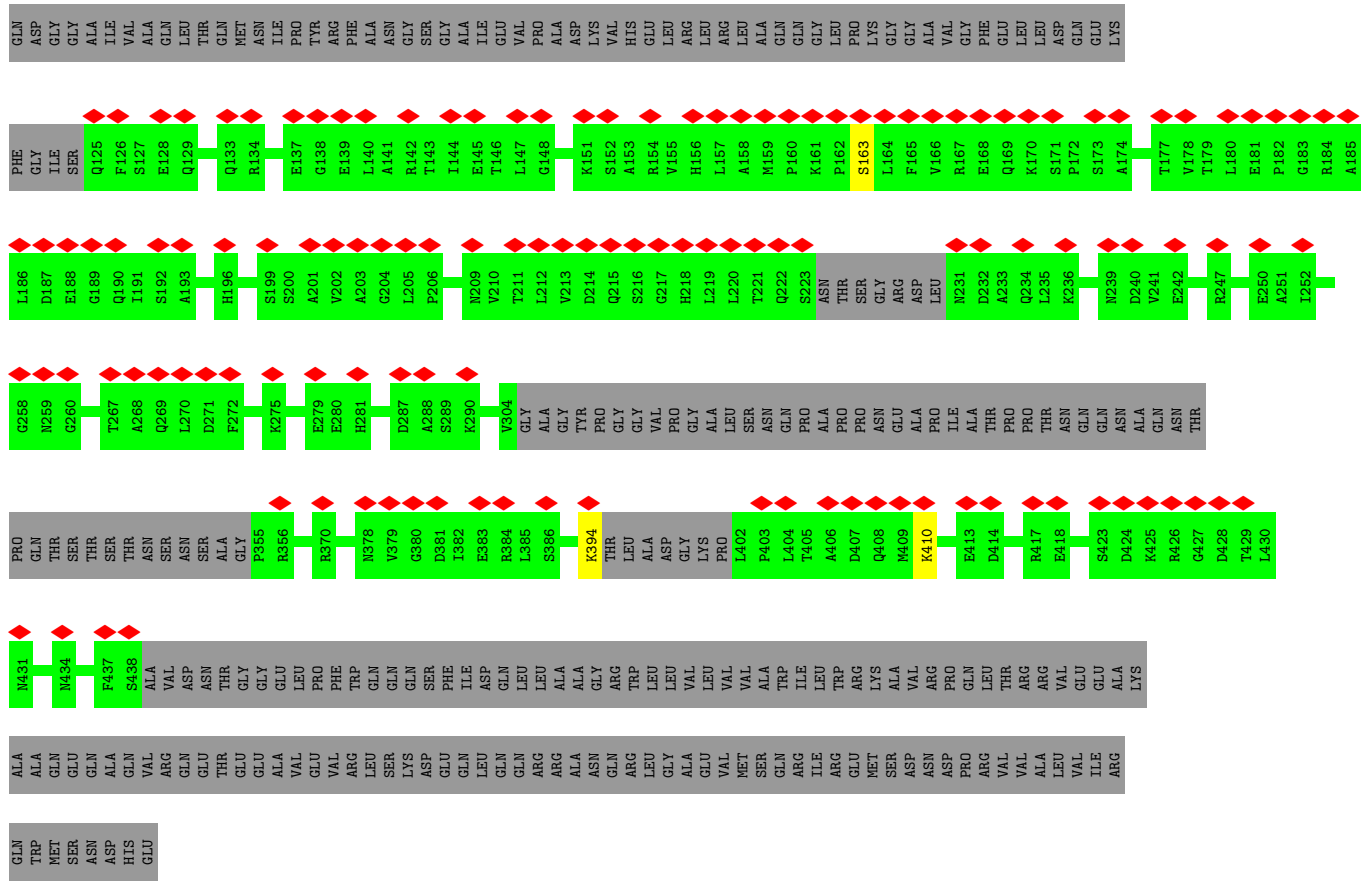 GLN ASP GLY GLY ALA ILE VAL ALA GLN LEU THR GLN MET ASN ILE PRO TYR ARG PHE ALA ASN GLY SER GLY ALA ILE GLU VAL PRO ALA ASP LYS VAL HIS GLU LEU ARG LEU ARG LEU ALA GLN GLN GLY LEU PRO LYS GLY GLY ALA VAL GLY PHE GLU LEU LEU ASP GLN GLU LYS
PHE GLY ILE SER Q125 F126 S127 E128 Q129 Q133 R134 E137 G138 E139 L140 A141 R142 T143 I144 E145 T146 L147 G148 K151 S152 A153 R154 V155 H156 L157 A158 M159 P160 K161 P162 S163 L164 F165 V166 R167 E168 Q169 K170 S171 P172 S173 A174 T177 V178 T179 L180 E181 P182 G183 R184 A185
L186 D187 E188 G189 Q190 I191 S192 A193 H196 S199 S200 A201 V202 A203 G204 L205 P206 N209 V210 T211 L212 V213 D214 Q215 S216 G217 H218 L219 L220 T221 Q222 S223 ASN THR SER GLY ARG ASP LEU N231 D232 A233 Q234 L235 K236 N239 D240 V241 E242 R247 E250 A251 I252
G258 N259 G260 T267 A268 Q269 L270 D271 F272 K275 E279 E280 H281 D287 A288 S289 K290 V304 GLY ALA GLY TYR PRO GLY GLY VAL PRO GLY ALA LEU SER ASN GLN PRO ALA PRO PRO ASN GLU ALA PRO ILE ALA THR PRO PRO THR ASN GLN GLN ASN ALA GLN ASN THR
PRO GLN THR SER THR SER THR ASN SER ASN SER ALA GLY P355 R356 R370 N378 V379 G380 D381 I382 E383 R384 L385 S386 K394 THR LEU ALA ASP GLY LYS PRO L402 P403 L404 T405 A406 D407 Q408 M409 K410 E413 D414 R417 E418 S423 D424 K425 R426 G427 D428 T429 L430
N431 N434 F437 S438 ALA VAL ASP ASN THR GLY GLY GLU LEU PRO PHE TRP GLN GLN GLN SER PHE ILE ASP GLN LEU LEU ALA ALA GLY ARG TRP LEU LEU VAL LEU VAL VAL ALA TRP ILE LEU TRP ARG LYS ALA VAL ARG PRO GLN LEU THR ARG ARG VAL GLU GLU ALA LYS
ALA ALA GLN GLU GLN ALA GLN VAL ARG GLN GLU THR GLU GLU ALA VAL GLU VAL ARG LEU SER LYS ASP GLU GLN LEU GLN GLN ARG ARG ALA ASN GLN ARG LEU GLY ALA GLU VAL MET SER GLN ARG ILE ARG GLU MET SER ASP ASN ASP PRO ARG VAL VAL ALA LEU VAL ILE ARG
GLN TRP MET SER ASN ASP HIS GLU